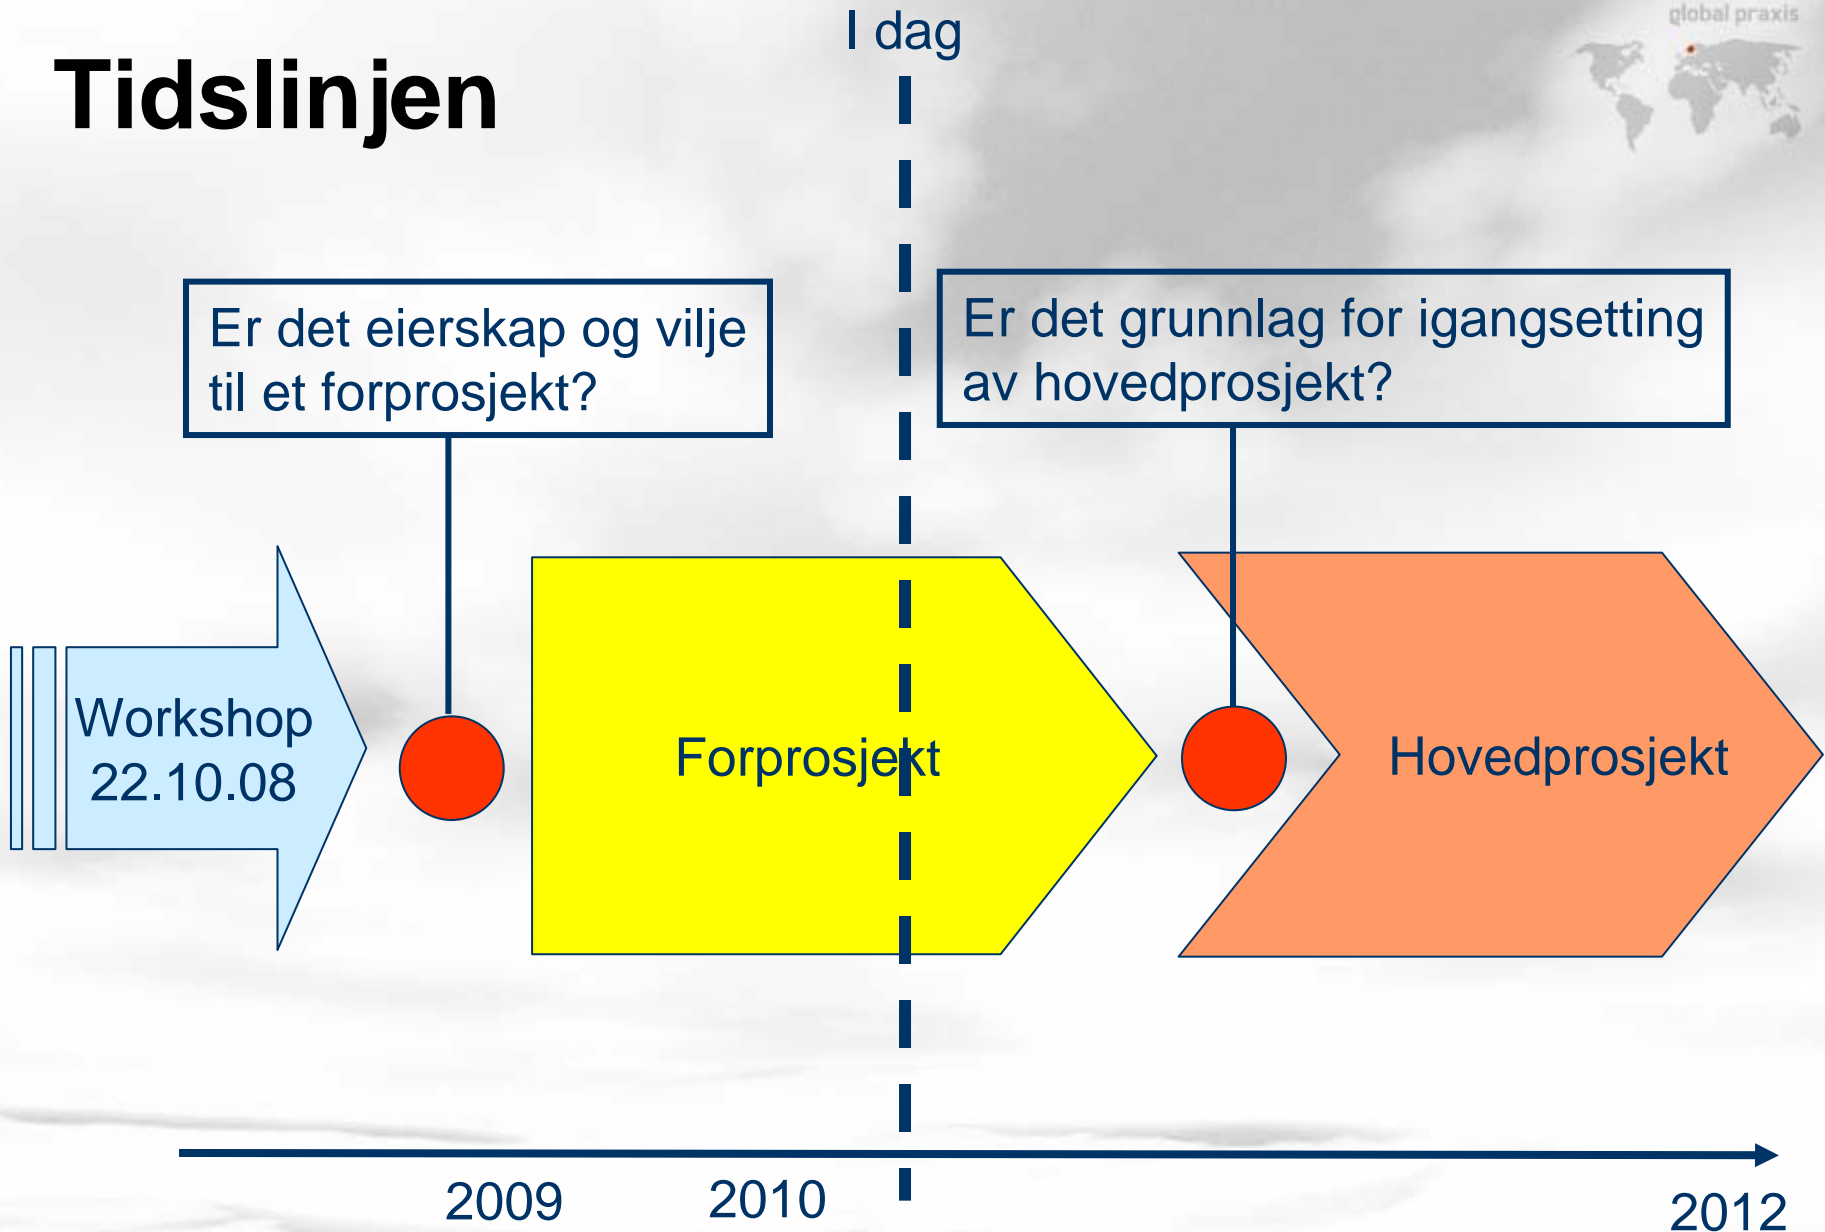 I dag
global praxis
Tidslinjen
Er det eierskap og vilje
til et forprosjekt?
Er det grunnlag for igangsetting
av hovedprosjekt?
Workshop
22.10.08
Forprosjekt
Hovedprosjekt
2009
2010
2012